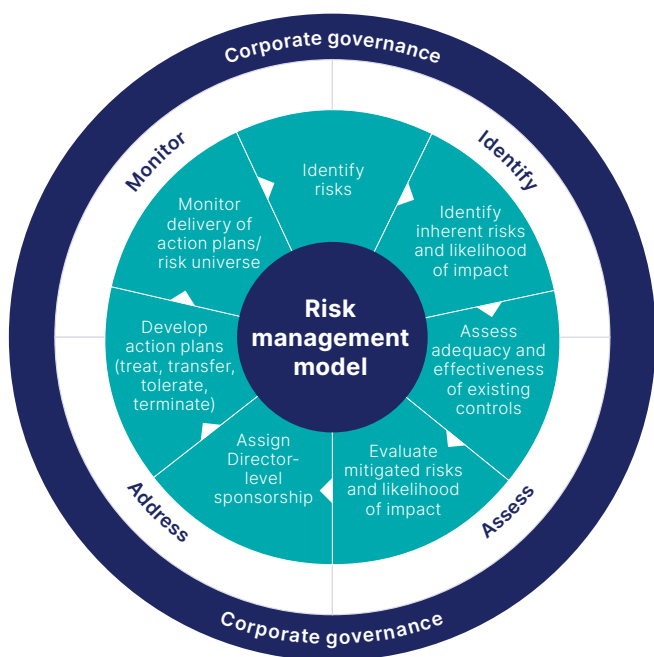 Corporate governance
Monitor
Identify
Identify
risks
Identify
inherent risks
and likelihood
of impact
Assess
adequacy and
effectiveness
of existing
controls
Evaluate
mitigated risks
and likelihood
of impact
Assign
Director-
level
sponsorship
Develop
action plans
(treat, transfer,
tolerate,
terminate)
Monitor
delivery of
action plans/
risk universe
Risk
management
model
Address
Assess
Corporate governance